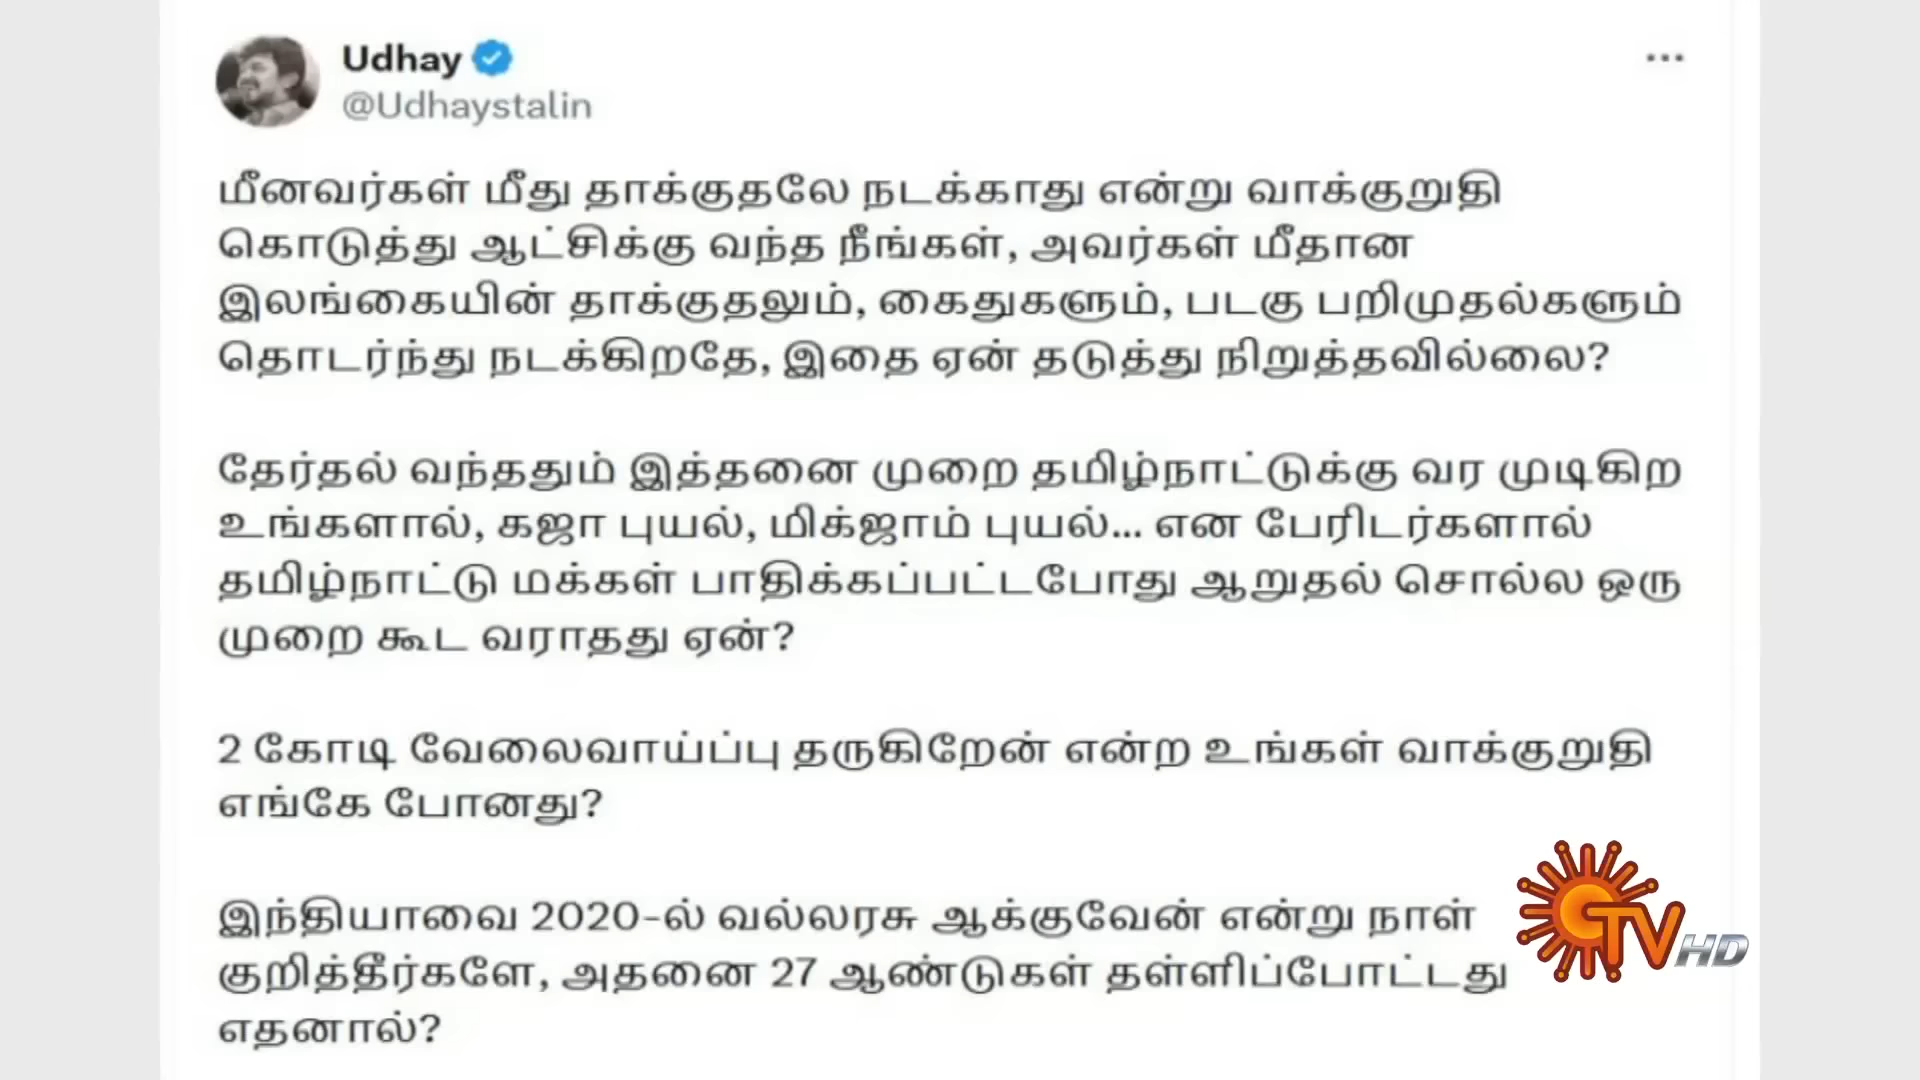 Udhay
@Udhaystalin
மீனவர்கள் மீது தாக்குதலே நடக்காது என்று வாக்குறுதி
கொடுத்து ஆட்சிக்கு வந்த நீங்கள், அவர்கள் மீதான
இலங்கையின் தாக்குதலும், கைதுகளும், படகு பறிமுதல்களும்
தொடர்ந்து நடக்கிறதே, இதை ஏன் தடுத்து நிறுத்தவில்லை?
தேர்தல் வந்ததும் இத்தனை முறை தமிழ்நாட்டுக்கு வர முடிகிற
உங்களால், கஜா புயல், மிக்ஜாம் புயல்... என பேரிடர்களால்
தமிழ்நாட்டு மக்கள் பாதிக்கப்பட்டபோது ஆறுதல் சொல்ல ஒரு
முறை கூட வராதது ஏன்?
2 கோடி வேலைவாய்ப்பு தருகிறேன் என்ற உங்கள் வாக்குறுதி
எங்கே போனது?
இந்தியாவை 2020-ல் வல்லரசு ஆக்குவேன் என்று நாள்
குறித்தீர்களே, அதனை 27 ஆண்டுகள் தள்ளிப்போட்டது
எதனால்?
TV HD